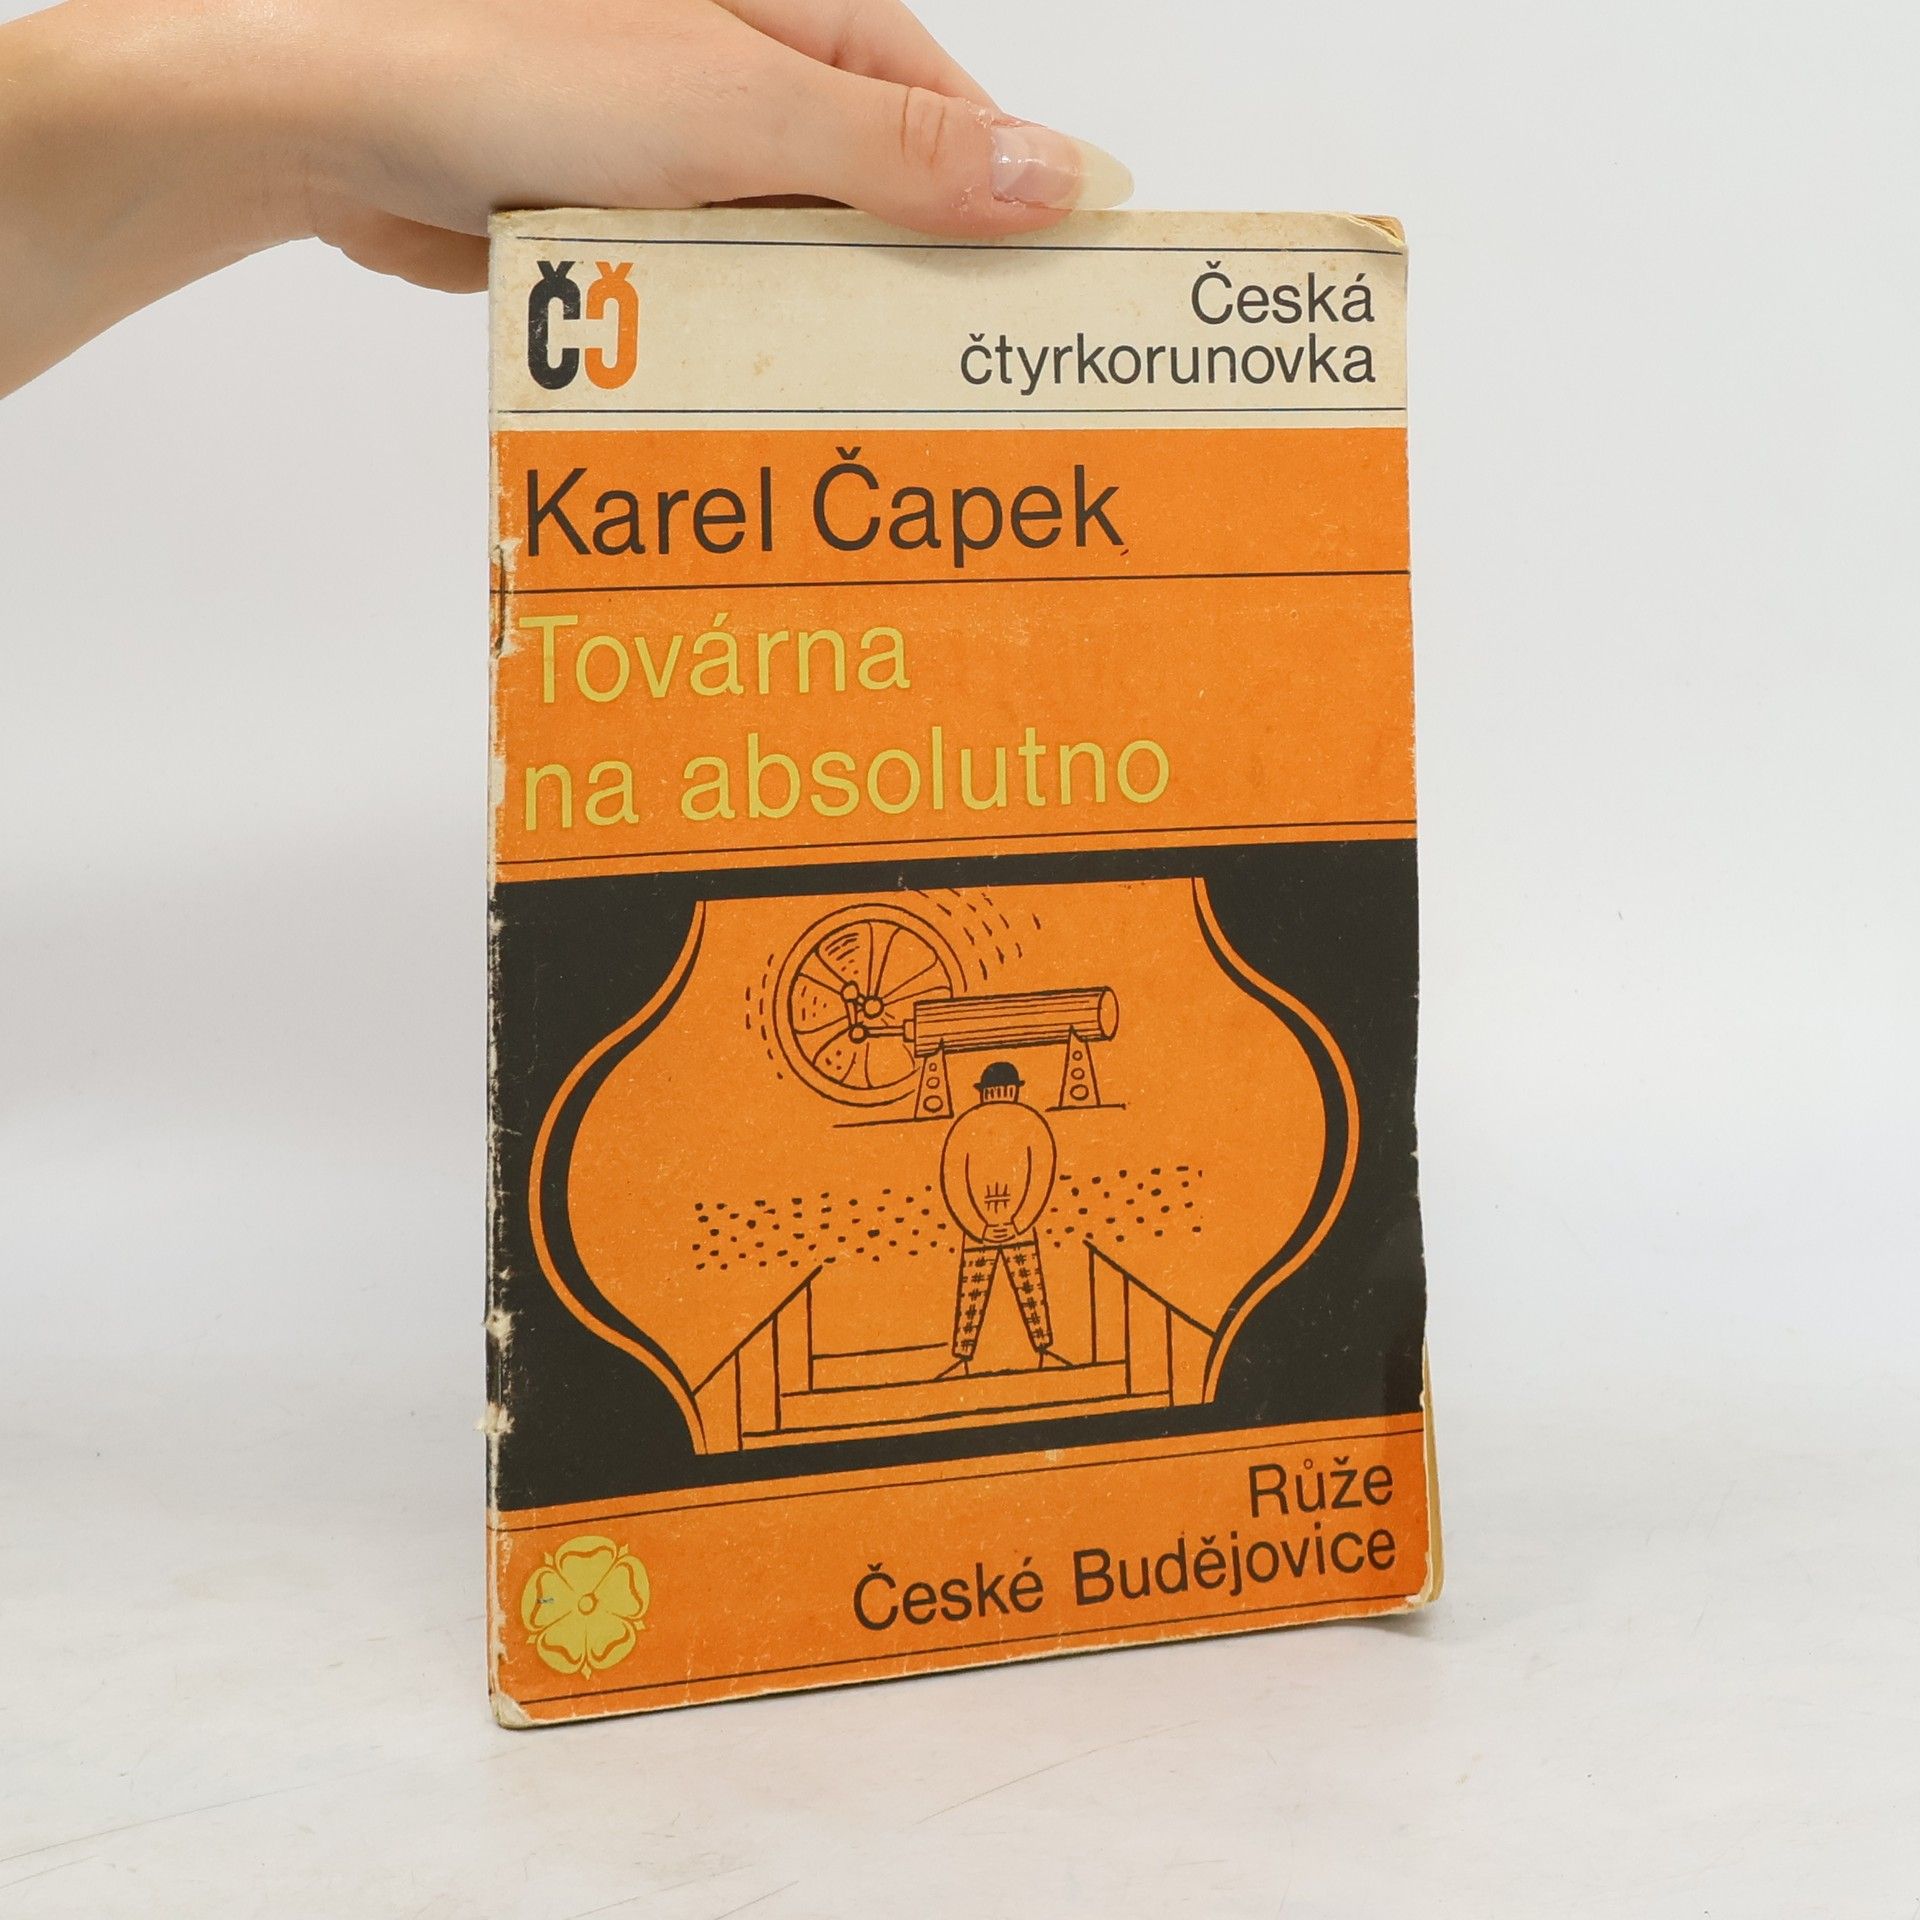 ČČ
Česká
čtyrkorunovka
Karel Čapek
Továrna
na absolutno
Růže
České Budějovice